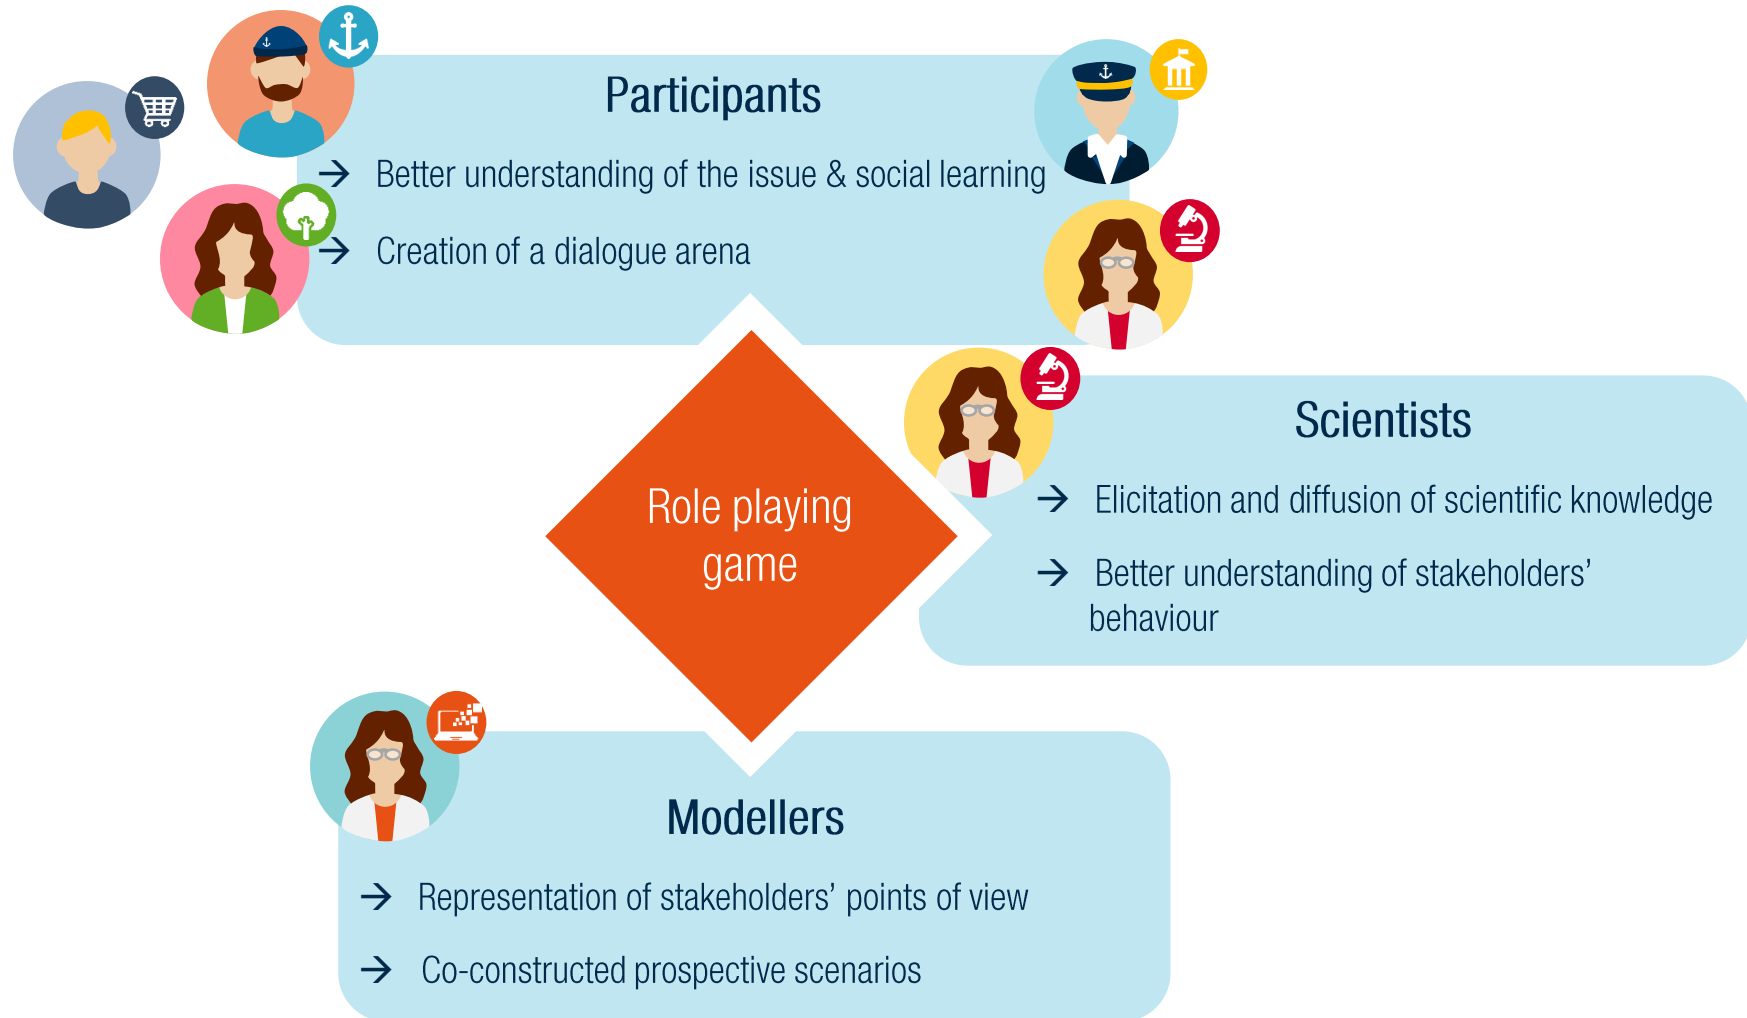 Participants
→ Better understanding of the issue & social learning
→ Creation of a dialogue arena
Role playing
game
Scientists
→ Elicitation and diffusion of scientific knowledge
→ Better understanding of stakeholders’
behaviour
Modellers
→ Representation of stakeholders’ points of view
→ Co-constructed prospective scenarios